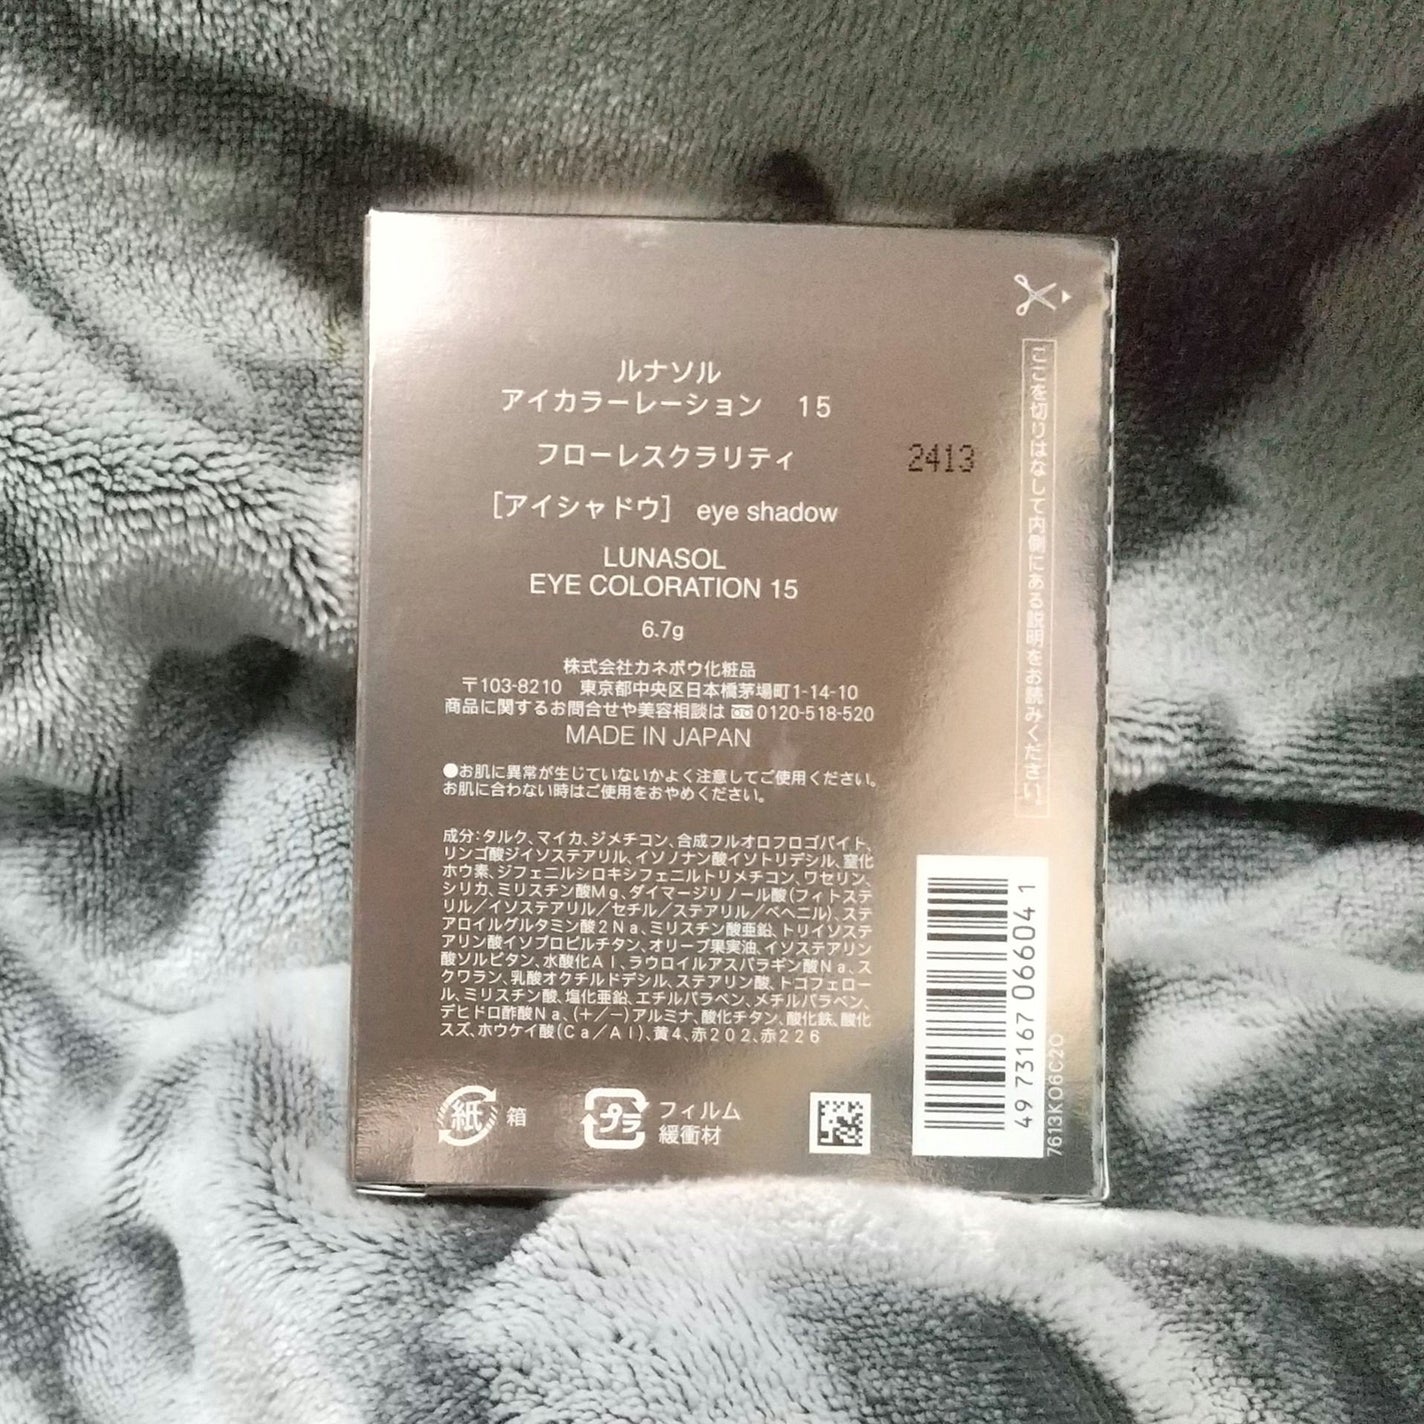 ルナソル
アイカラーレーション 15
フローレスクラリティ
2413
[アイシャドウ] eye shadow
LUNASOL
EYE COLORATION 15
6.7g
株式会社カネボウ化粧品
〒103-8210 東京都中央区日本橋茅場町1-14-10
商品に関するお問合せや美容相談は 0120-518-520
MADE IN JAPAN
●お肌に異常が生じていないかよく注意してご使用ください。
お肌に合わない時はご使用をおやめください。
成分:タルク、マイカ、ジメチコン、合成フルオロフロゴパイト、
リンゴ酸ジイソステアリル、イソノナン酸イソトリデシル、窒化
ホウ素、ジフェニルシロキシフェニルトリメチコン、ワセリン、
シリカ、ミリスチン酸Mg、ダイマージリノール酸(フィトステ
リル/イソステアリル/セチル/ステアリル/ベヘニル)、ステ
アロイルグルタミン酸2Na、ミリスチン酸亜鉛、トリイソステ
アリン酸イソプロピルチタン、オリーブ果実油、イソステアリン
酸ソルビタン、水酸化Al、ラウロイルアスパラギン酸Na、ス
クワラン、乳酸オクチルドデシル、ステアリン酸、トコフェロー
ル、ミリスチン酸、塩化亜鉛、エチルパラベン、メチルパラベン、
デヒドロ酢酸Na、(+/−)アルミナ、酸化チタン、酸化鉄、酸化
スズ、ホウケイ酸(Ca/Al)、黄4、赤202、赤226
紙 箱
プラ フィルム
緩衝材
ここを切りはなして内側にある説明をお読みください。
4973167066041
7613K06C20